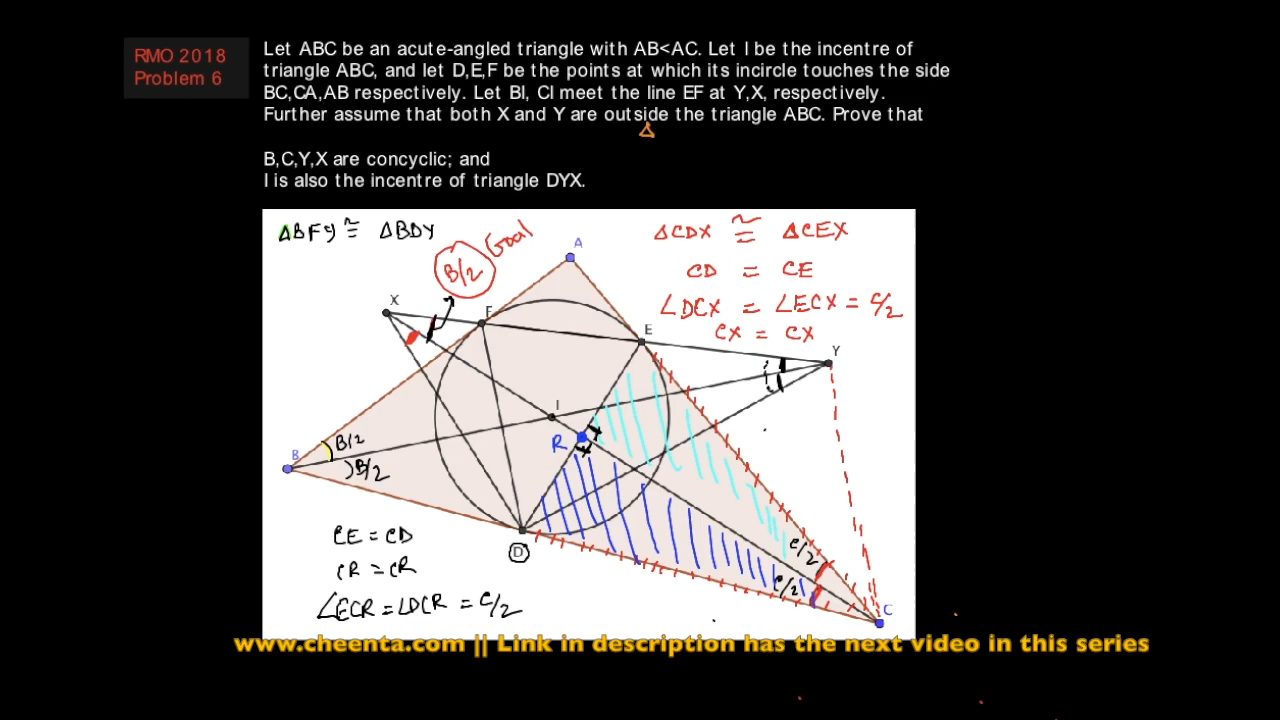 RMO 2018
Problem 6
Let ABC be an acute-angled triangle with AB<AC. Let I be the incentre of
triangle ABC, and let D,E,F be the points at which its incircle touches the side
BC,CA,AB respectively. Let BI, CI meet the line EF at Y,X, respectively.
Further assume that both X and Y are outside the triangle ABC. Prove that
B,C,Y,X are concyclic; and
I is also the incentre of triangle DYX.
ΔBFY ≅ ΔBDY
B/2
Goal
ΔCDX ≅ ΔCEX
CD = CE
∠DCX = ∠ECX = C/2
CX = CX
A
X
F
E
Y
I
R
B
B/2
B/2
D
C/2
C/2
C
CE = CD
CR = CR
∠ECR = ∠DCR = C/2
www.cheenta.com || Link in description has the next video in this series